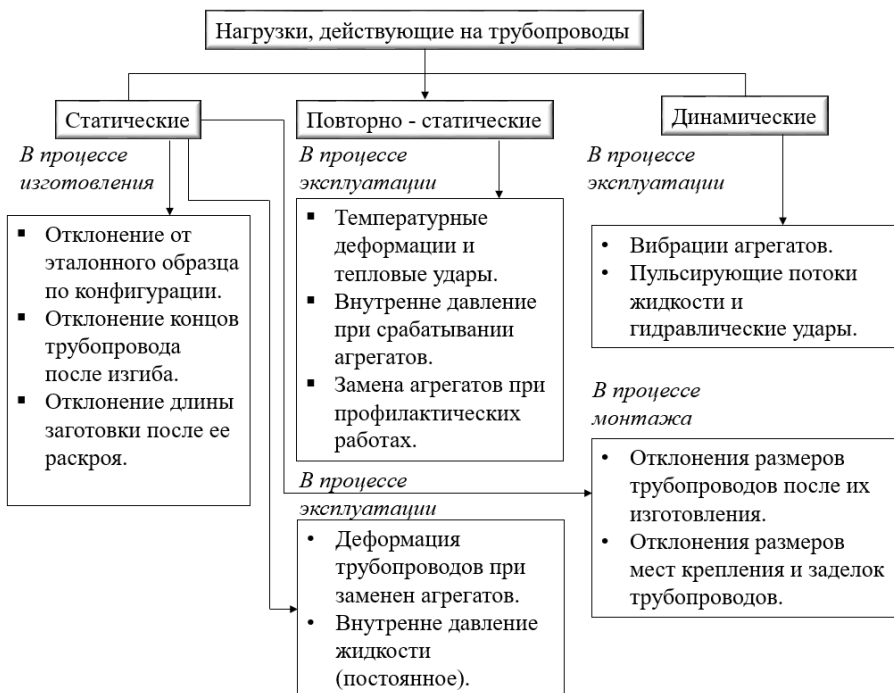 Нагрузки, действующие на трубопроводы
Статические
Повторно - статические
Динамические
В процессе
изготовления
▪ Отклонение от
эталонного образца
по конфигурации.
▪ Отклонение концов
трубопровода
после изгиба.
▪ Отклонение длины
заготовки после ее
раскроя.
В процессе
эксплуатации
▪ Температурные
деформации и
тепловые удары.
▪ Внутренне давление
при срабатывании
агрегатов.
▪ Замена агрегатов при
профилактических
работах.
В процессе
эксплуатации
• Вибрации агрегатов.
• Пульсирующие потоки
жидкости и
гидравлические удары.
В процессе
монтажа
• Отклонения размеров
трубопроводов после их
изготовления.
• Отклонения размеров
мест крепления и заделок
трубопроводов.
В процессе
эксплуатации
• Деформация
трубопроводов при
заменен агрегатов.
• Внутренне давление
жидкости
(постоянное).